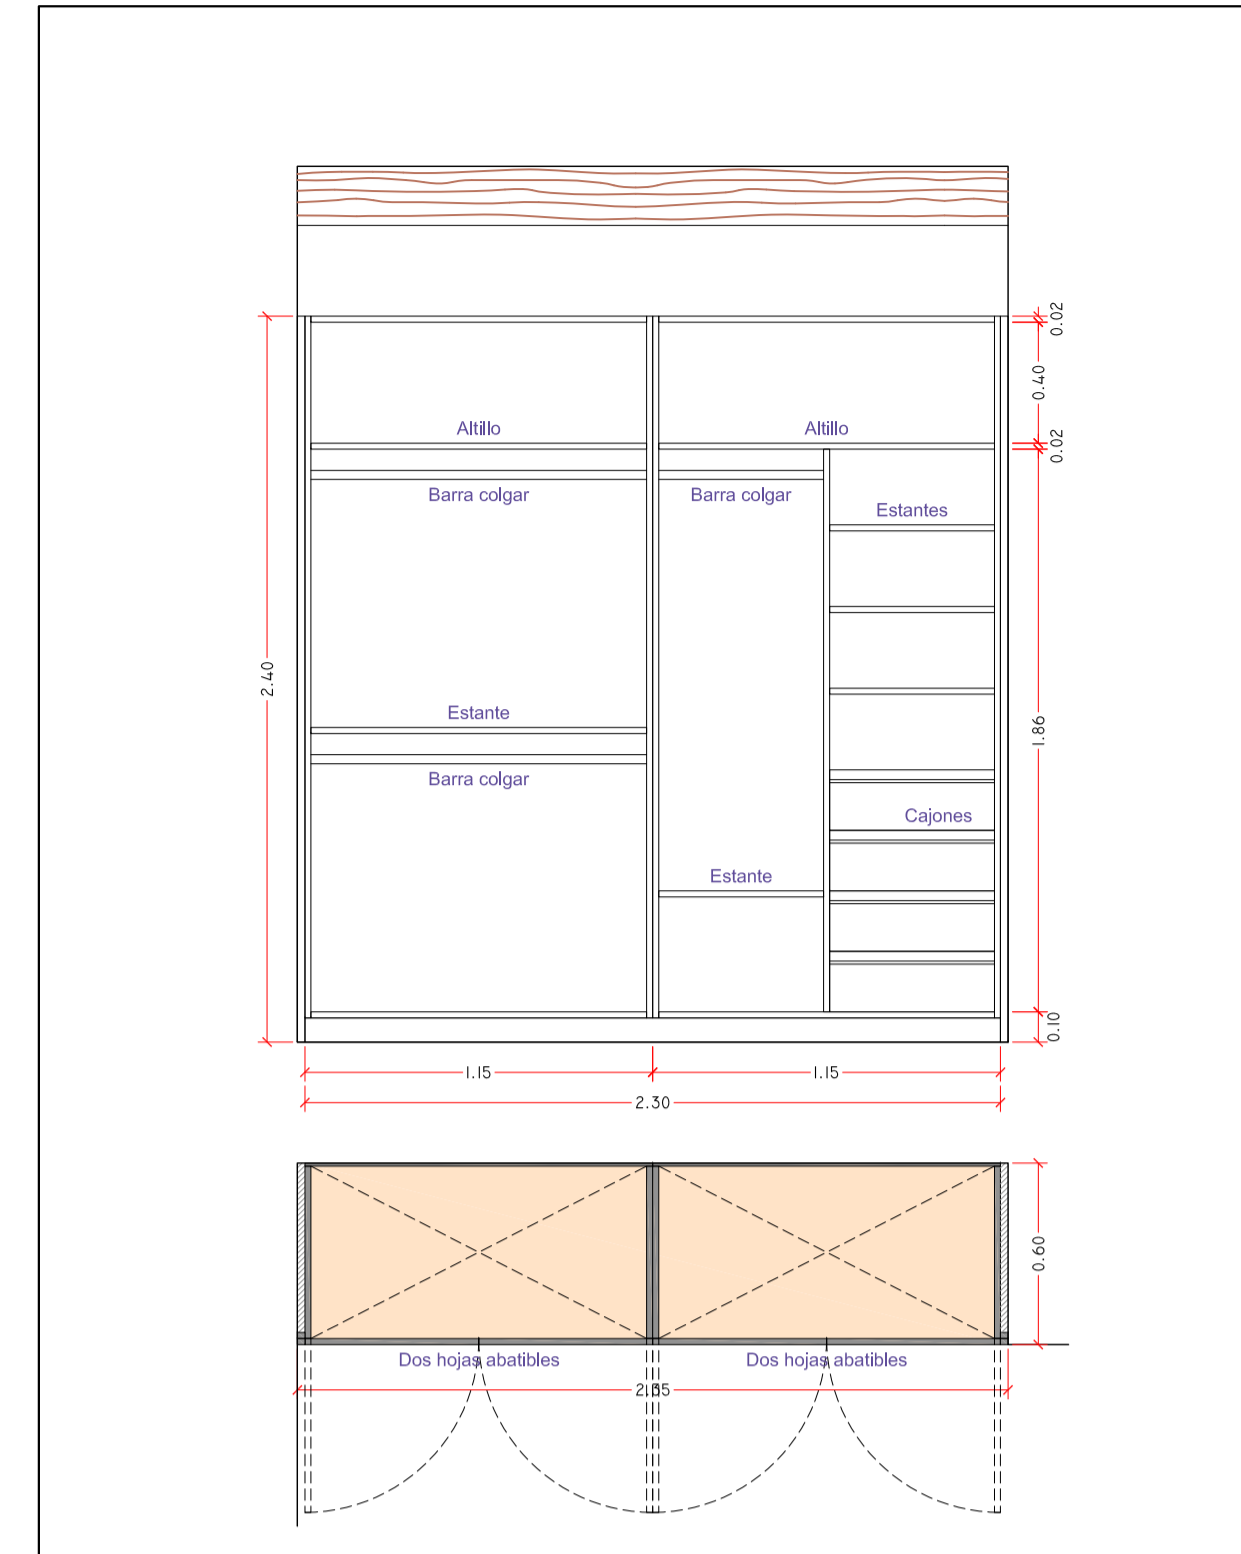 0.02
0.40
Altillo
Altillo
0.02
Barra colgar
Barra colgar
Estantes
2.40
Estante
1.86
Barra colgar
Cajones
Estante
0.10
1.15
1.15
2.30
0.60
Dos hojas abatibles
Dos hojas abatibles
2.35